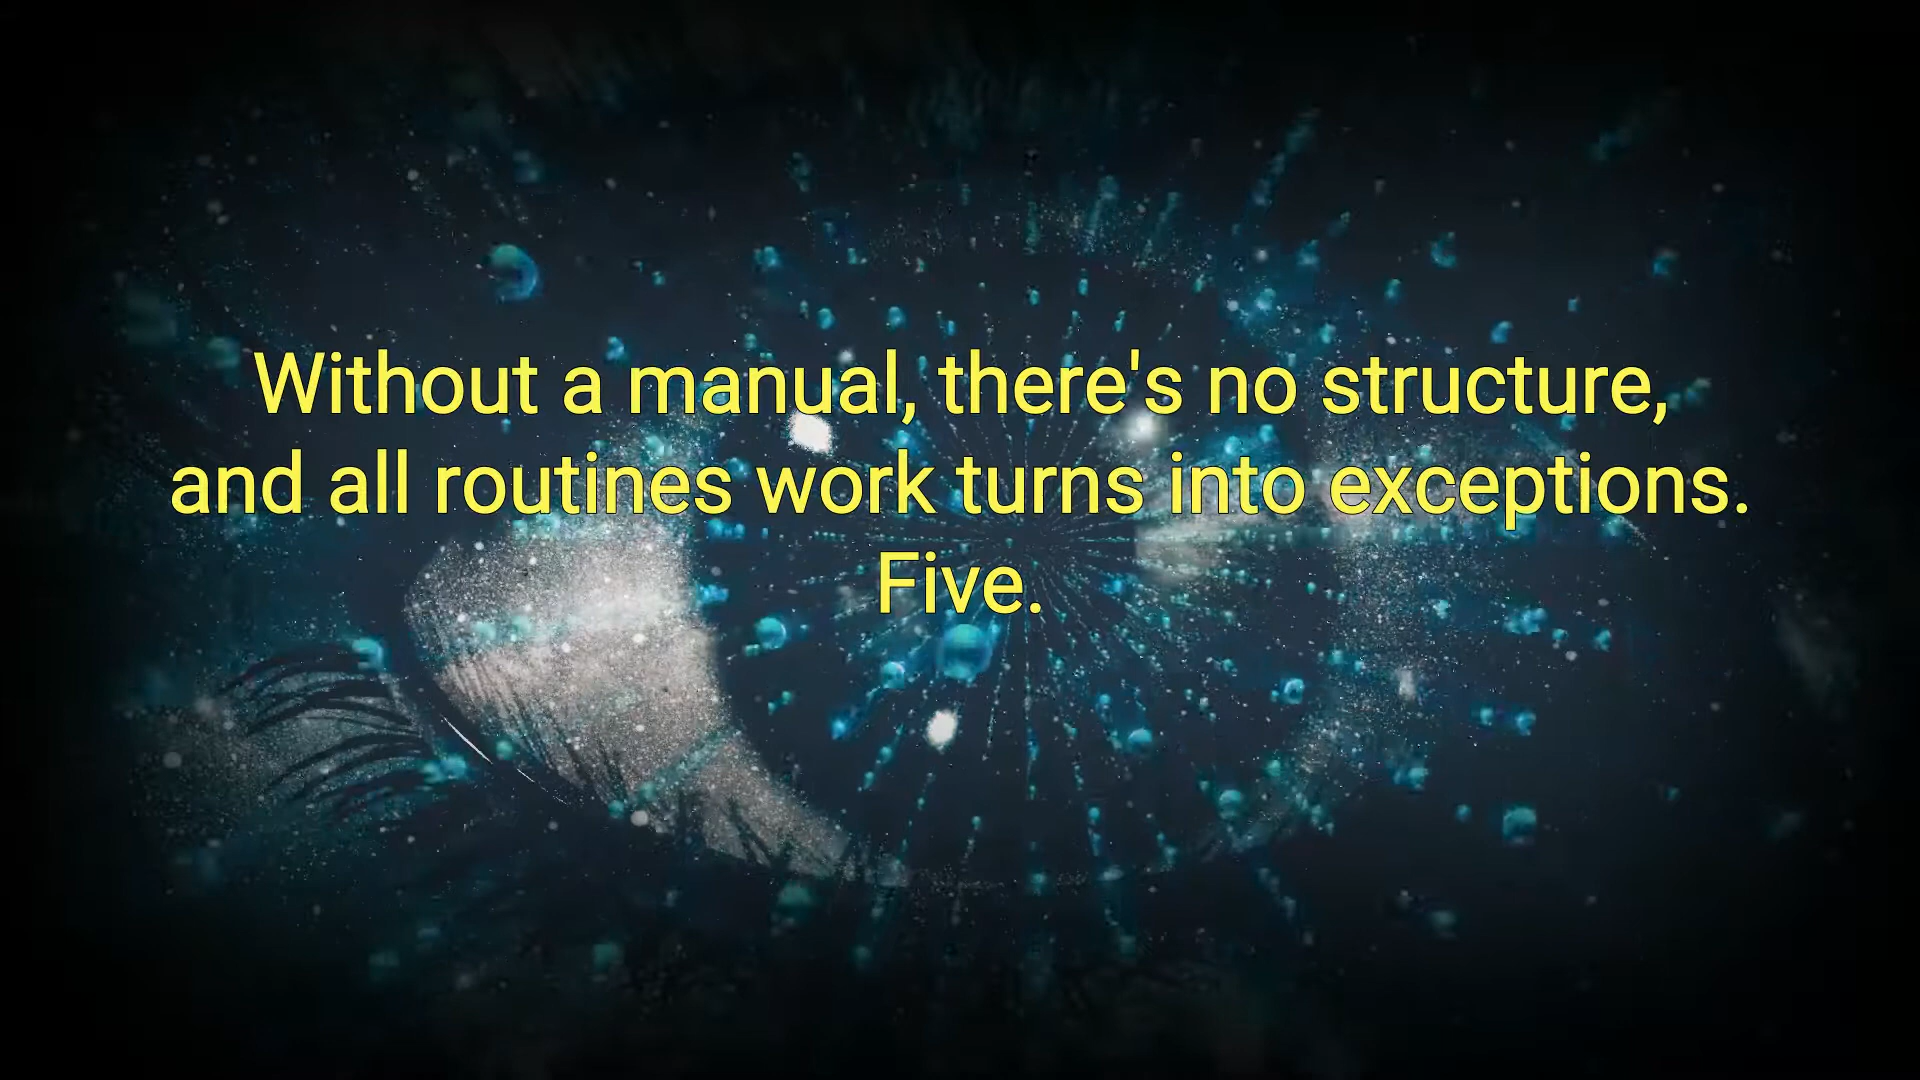 Without a manual, there's no structure,
and all routines work turns into exceptions.
Five.